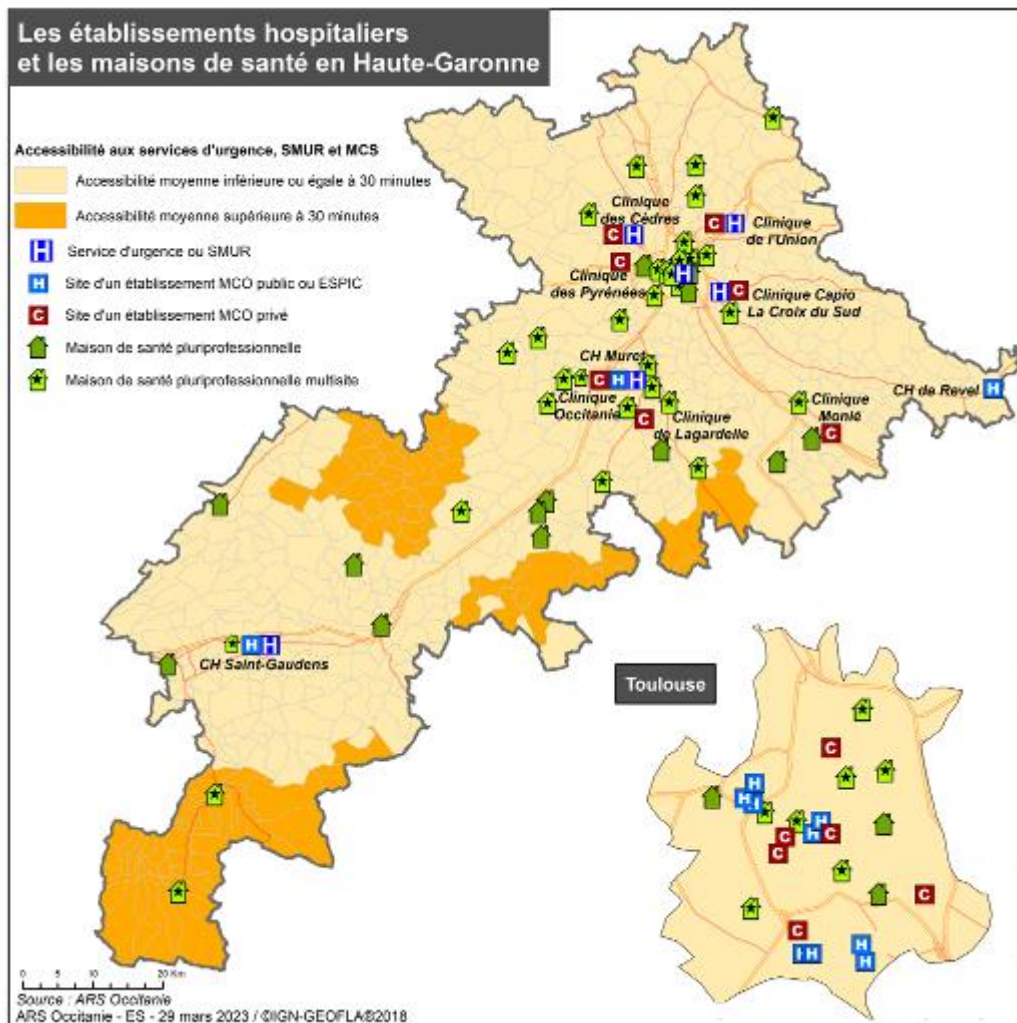 Les établissements hospitaliers
et les maisons de santé en Haute-Garonne
Accessibilité aux services d'urgence, SMUR et MCS
Accessibilité moyenne inférieure ou égale à 30 minutes
Accessibilité moyenne supérieure à 30 minutes
H Service d'urgence ou SMUR
H Site d'un établissement MCO public ou ESPIC
C Site d'un établissement MCO privé
Maison de santé pluriprofessionnelle
Maison de santé pluriprofessionnelle multisite
Clinique
des Cèdres
C H
C H
Clinique
de l'Union
C
Clinique
des Pyrénées
H
H C
Clinique Capio
La Croix du Sud
CH Muret
C H H
Clinique
Occitanie
C
Clinique
de Lagardelle
CH de Revel
H
Clinique
Monié
C
H H
CH Saint-Gaudens
Toulouse
C
H
H
H
H
C
C
C
C
C
H
H
H
H
0 5 10 20 Km
Source : ARS Occitanie
ARS Occitanie - ES - 29 mars 2023 / ©IGN-GEOFLA®2018